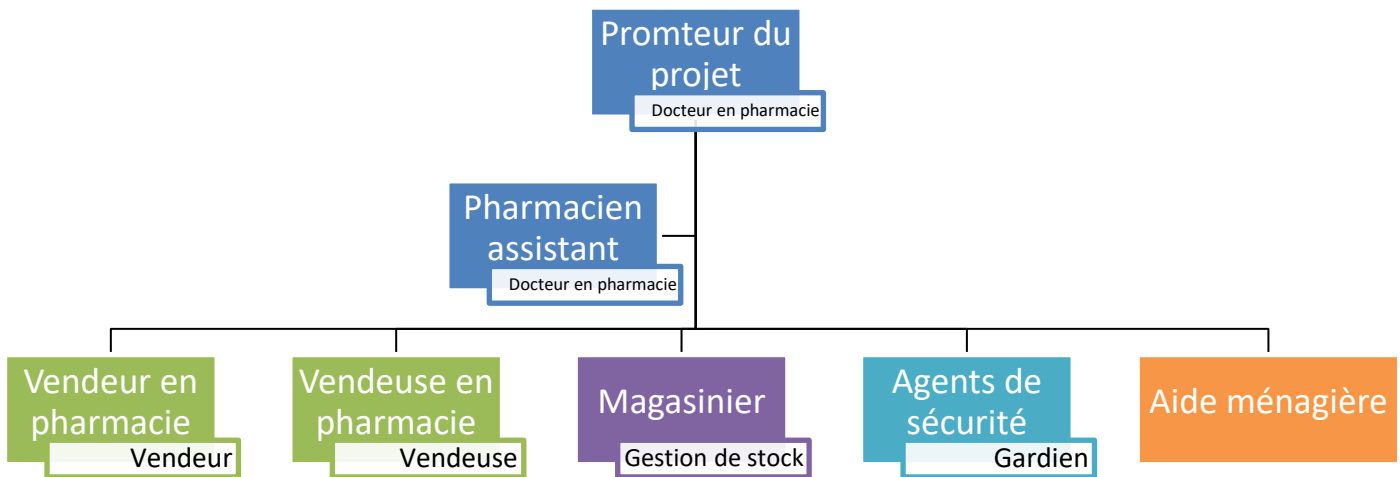 Promteur du
projet
Docteur en pharmacie
Pharmacien
assistant
Docteur en pharmacie
Vendeur en
pharmacie
Vendeur
Vendeuse en
pharmacie
Vendeuse
Magasinier
Gestion de stock
Agents de
sécurité
Gardien
Aide ménagière